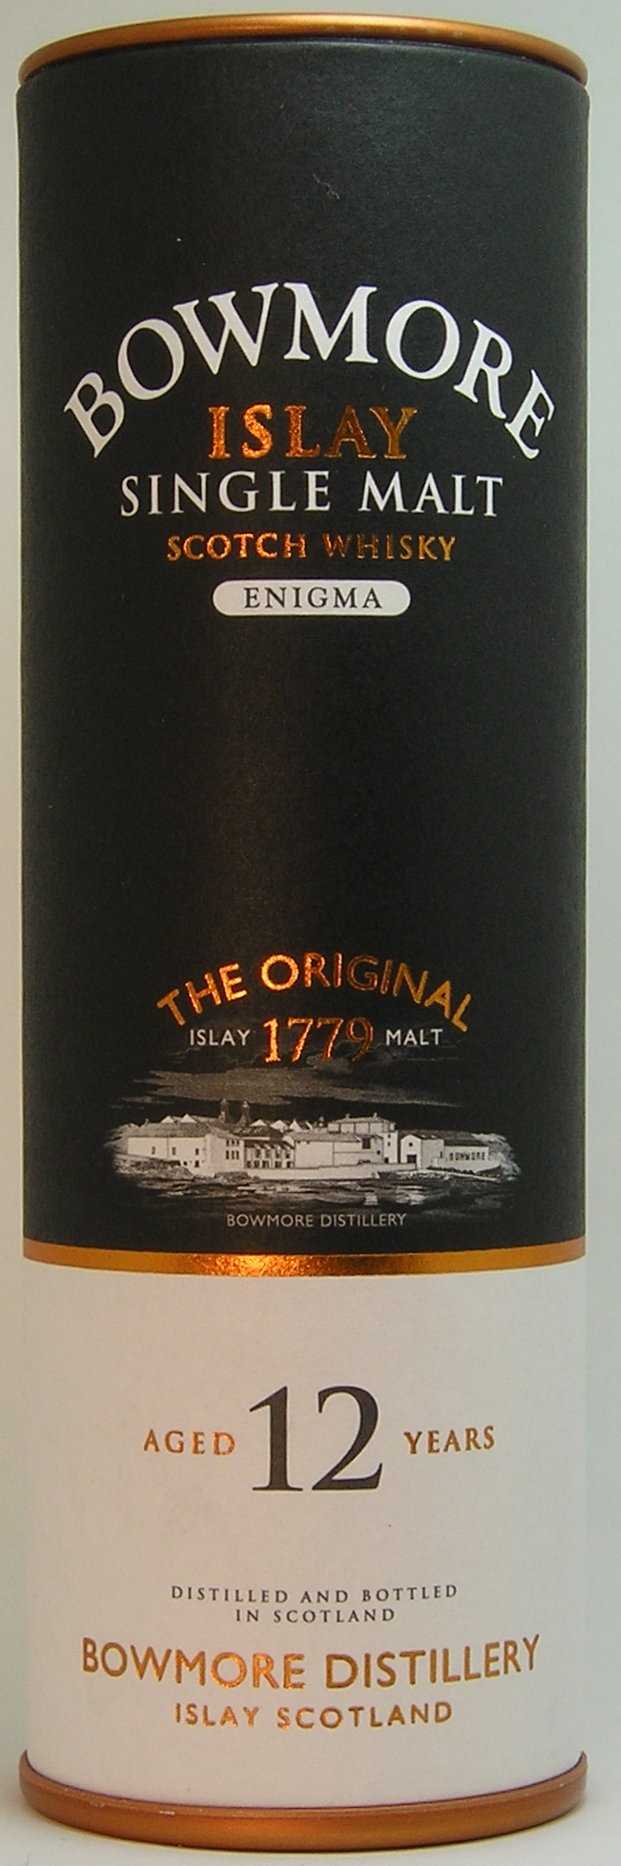 BOWMORE
ISLAY
SINGLE MALT
SCOTCH WHISKY
ENIGMA
THE ORIGINAL
ISLAY 1779 MALT
BOWMORE
BOWMORE DISTILLERY
AGED 12 YEARS
DISTILLED AND BOTTLED
IN SCOTLAND
BOWMORE DISTILLERY
ISLAY SCOTLAND